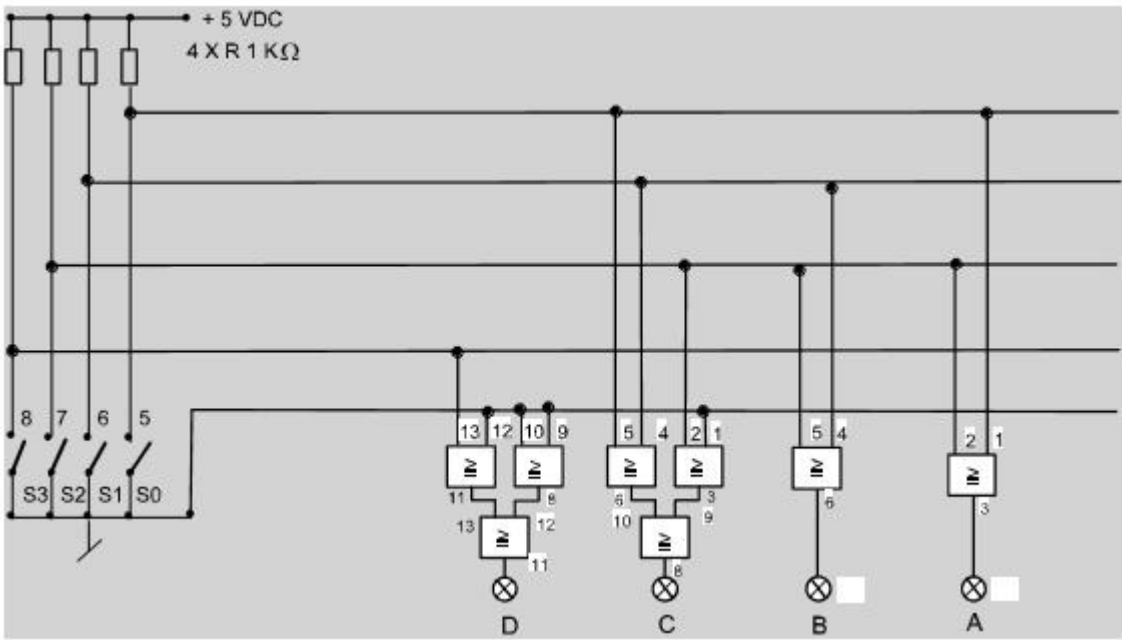 + 5 VDC
4 X R 1 KΩ
8 7 6 5
S3 S2 S1 S0
13 12 10 9 5 4 2 1 5 4 2 1
≥ ≥ ≥ ≥ ≥ ≥
11 8 6 3 6 3
13 12 10 9
≥ ≥
11 8
D C B A